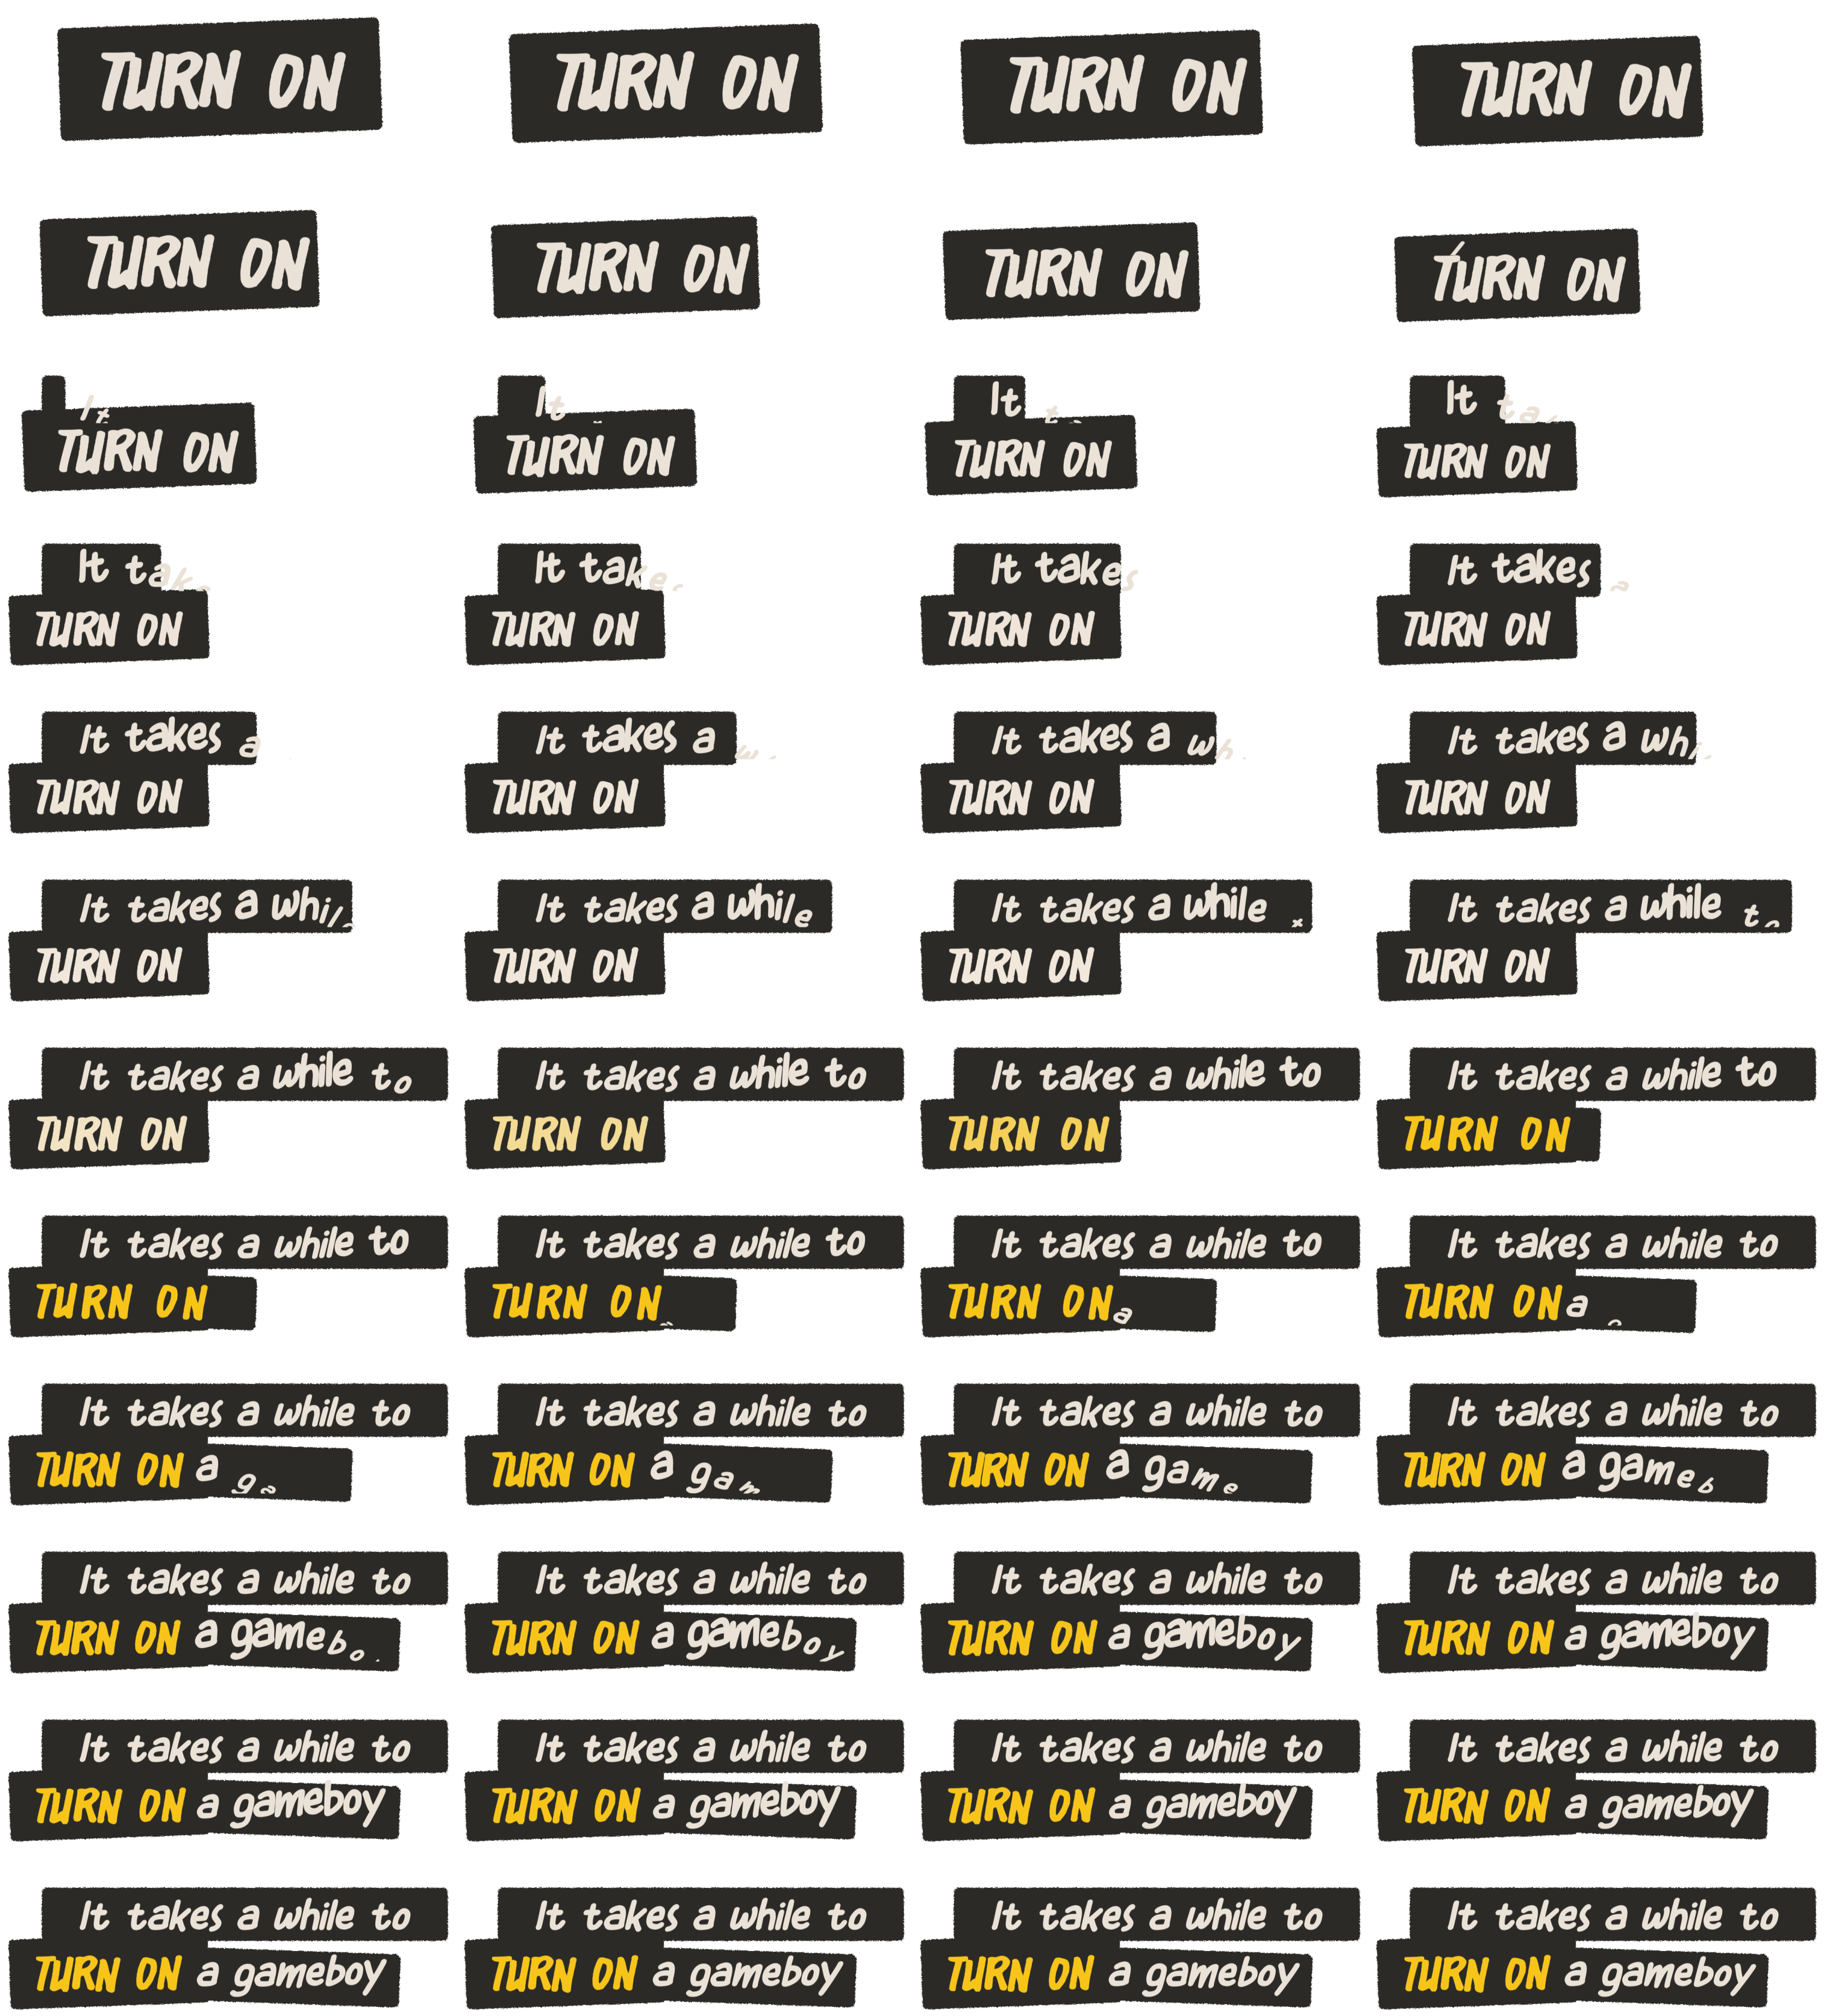 TURN ON
TURN ON
TURN ON
TURN ON
TURN ON
TURN ON
TURN ON
TURN ON
It
TURN ON
It
TURN ON
It t
TURN ON
It ta
TURN ON
It tak
TURN ON
It take
TURN ON
It takes
TURN ON
It takes a
TURN ON
It takes a
TURN ON
It takes a w
TURN ON
It takes a wh
TURN ON
It takes a whi
TURN ON
It takes a whil
TURN ON
It takes a while
TURN ON
It takes a while t
TURN ON
It takes a while to
TURN ON
It takes a while to
TURN ON
It takes a while to
TURN ON
It takes a while to
TURN ON
It takes a while to
TURN ON
It takes a while to
TURN ON
It takes a while to
TURN ON
It takes a while to
TURN ON a
It takes a while to
TURN ON a
It takes a while to
TURN ON a ga
It takes a while to
TURN ON a gam
It takes a while to
TURN ON a game
It takes a while to
TURN ON a gameb
It takes a while to
TURN ON a gamebo
It takes a while to
TURN ON a gameboy
It takes a while to
TURN ON a gameboy
It takes a while to
TURN ON a gameboy
It takes a while to
TURN ON a gameboy
It takes a while to
TURN ON a gameboy
It takes a while to
TURN ON a gameboy
It takes a while to
TURN ON a gameboy
It takes a while to
TURN ON a gameboy
It takes a while to
TURN ON a gameboy
It takes a while to
TURN ON a gameboy
It takes a while to
TURN ON a gameboy